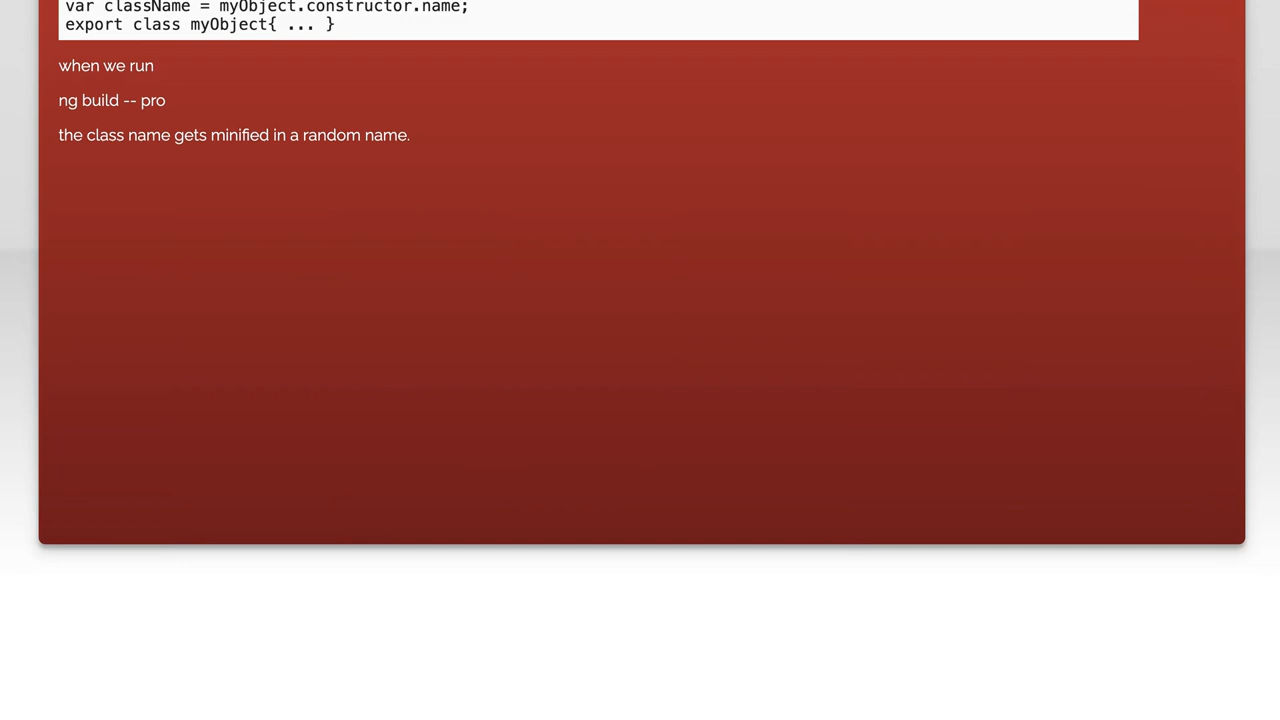 var className = myObject.constructor.name;
export class myObject{ ... }
when we run
ng build -- pro
the class name gets minified in a random name.